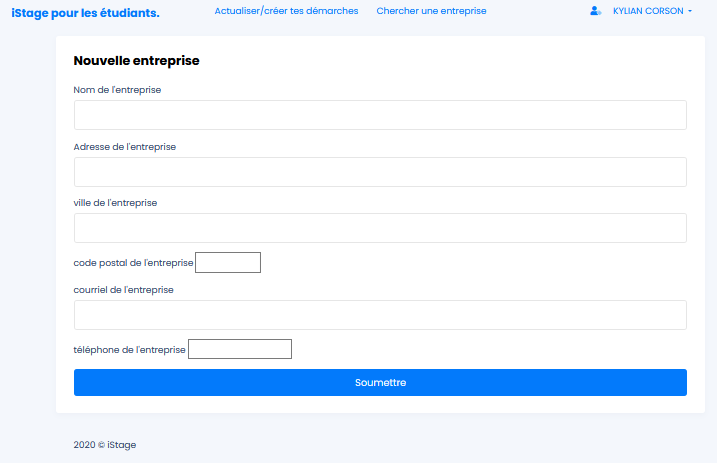 iStage pour les étudiants.
Actualiser/créer tes démarches
Chercher une entreprise
KYLIAN CORSON
Nouvelle entreprise
Nom de l'entreprise
Adresse de l'entreprise
ville de l'entreprise
code postal de l'entreprise
courriel de l'entreprise
téléphone de l'entreprise
Soumettre
2020 © iStage